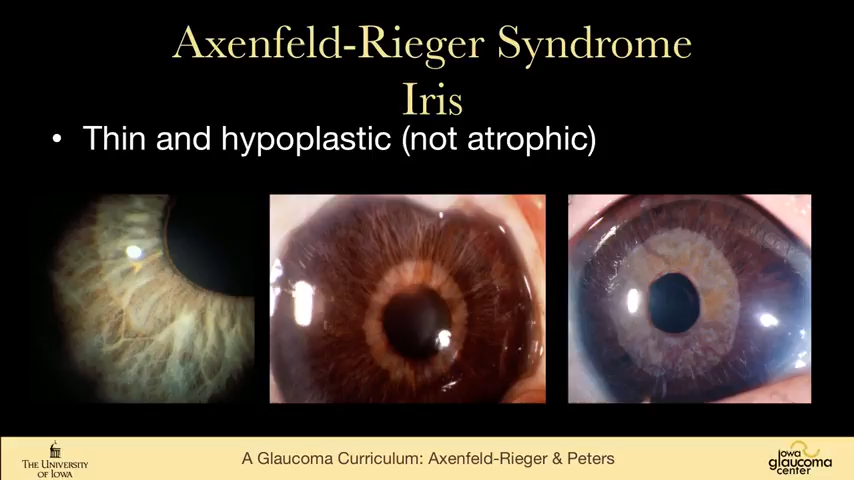 Axenfeld-Rieger Syndrome
Iris
• Thin and hypoplastic (not atrophic)
THE UNIVERSITY
OF IOWA
A Glaucoma Curriculum: Axenfeld-Rieger & Peters
iowa
glaucoma
center